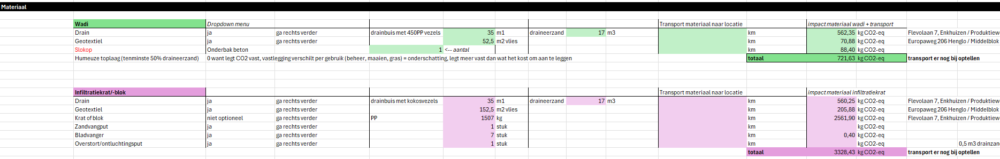 Materiaal
Wadi Dropdown menu Transport materiaal naar locatie impact materiaal wadi + transport
Drain ja ga rechts verder drainbuis met 450PP vezels 35 m1 draineerzand 17 m3 km 562,35 kg CO2-eq Flevolaan 7, Enkhuizen / Produktiewe
Geotextiel ja ga rechts verder 52,5 m2 vlies km 70,88 kg CO2-eq Europaweg 206 Henglo / Middelblok
Slokop Onderbak beton 1 <-- aantal km 88,40 kg CO2-eq
Humeuze toplaag (tenminste 50% draineerzand) 0 want legt CO2 vast, vastlegging verschilt per gebruik (beheer, maaien, gras) = onderschatting, legt meer vast dan wat het kost om aan te leggen totaal 721,63 kg CO2-eq transport er nog bij optellen
Infiltratiekrat/-blok Transport materiaal naar locatie impact materiaal infiltratiekrat
Drain ja ga rechts verder drainbuis met kokosvezels 35 m1 draineerzand 17 m3 km 560,25 kg CO2-eq Flevolaan 7, Enkhuizen / Produktiewe
Geotextiel ja ga rechts verder 152,5 m2 vlies km 205,88 kg CO2-eq Europaweg 206 Henglo / Middelblok
Krat of blok niet optioneel ga rechts verder PP 1507 kg km 2561,90 kg CO2-eq Flevolaan 7, Enkhuizen / Produktiewe
Zandvangput ja ga rechts verder 1 stuk km kg CO2-eq
Bladvanger ja ga rechts verder 7 stuk km 0,40 kg CO2-eq
Overstort/ontluchtingsput ja ga rechts verder 1 stuk km kg CO2-eq 0,5 m3 drainzan
totaal 3328,43 kg CO2-eq transport er nog bij optellen